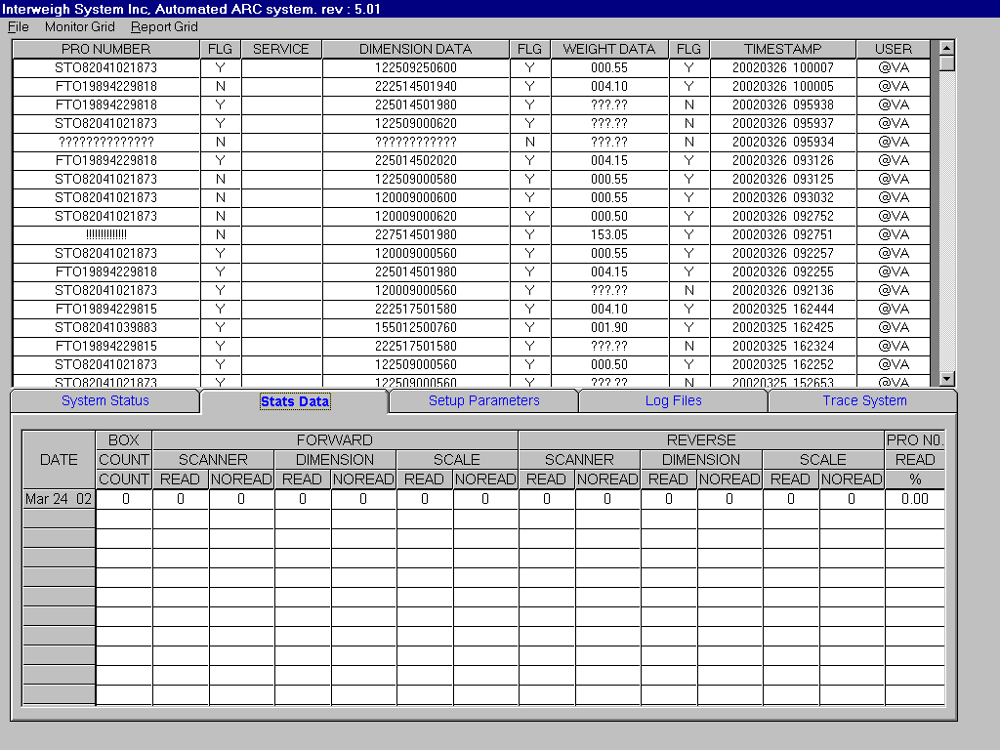 Interweigh System Inc, Automated ARC system. rev : 5.01
File Monitor Grid Report Grid
PRO NUMBER FLG SERVICE DIMENSION DATA FLG WEIGHT DATA FLG TIMESTAMP USER
STO82041021873 Y 122509250600 Y 000.55 Y 20020326 100007 @VA
FTO19894229818 N 222514501940 Y 004.10 Y 20020326 100005 @VA
FTO19894229818 Y 225014501980 Y ???.?? N 20020326 095938 @VA
STO82041021873 Y 122509000620 Y ???.?? N 20020326 095937 @VA
?????????????? N ???????????? N ???.?? N 20020326 095934 @VA
FTO19894229818 Y 225014502020 Y 004.15 Y 20020326 093126 @VA
STO82041021873 N 122509000580 Y 000.55 Y 20020326 093125 @VA
STO82041021873 N 120009000600 Y 000.55 Y 20020326 093032 @VA
STO82041021873 N 120009000620 Y 000.50 Y 20020326 092752 @VA
!!!!!!!!!!!!!! N 227514501980 Y 153.05 Y 20020326 092751 @VA
STO82041021873 Y 120009000560 Y 000.55 Y 20020326 092257 @VA
FTO19894229818 Y 225014501980 Y 004.15 Y 20020326 092255 @VA
STO82041021873 Y 120009000560 Y ???.?? N 20020326 092136 @VA
FTO19894229815 Y 222517501580 Y 004.10 Y 20020325 162444 @VA
STO82041039883 Y 155012500760 Y 001.90 Y 20020325 162425 @VA
FTO19894229815 Y 222517501580 Y ???.?? N 20020325 162324 @VA
STO82041021873 Y 122509000560 Y 000.50 Y 20020325 162252 @VA
STO82041021873 Y 122509000560 Y ???.?? N 20020325 152653 @VA
System Status Stats Data Setup Parameters Log Files Trace System
BOX FORWARD REVERSE PRO NO.
DATE COUNT SCANNER DIMENSION SCALE SCANNER DIMENSION SCALE READ
COUNT READ NOREAD READ NOREAD READ NOREAD READ NOREAD READ NOREAD READ NOREAD %
Mar 24 02 0 0 0 0 0 0 0 0 0 0 0 0 0 0.00